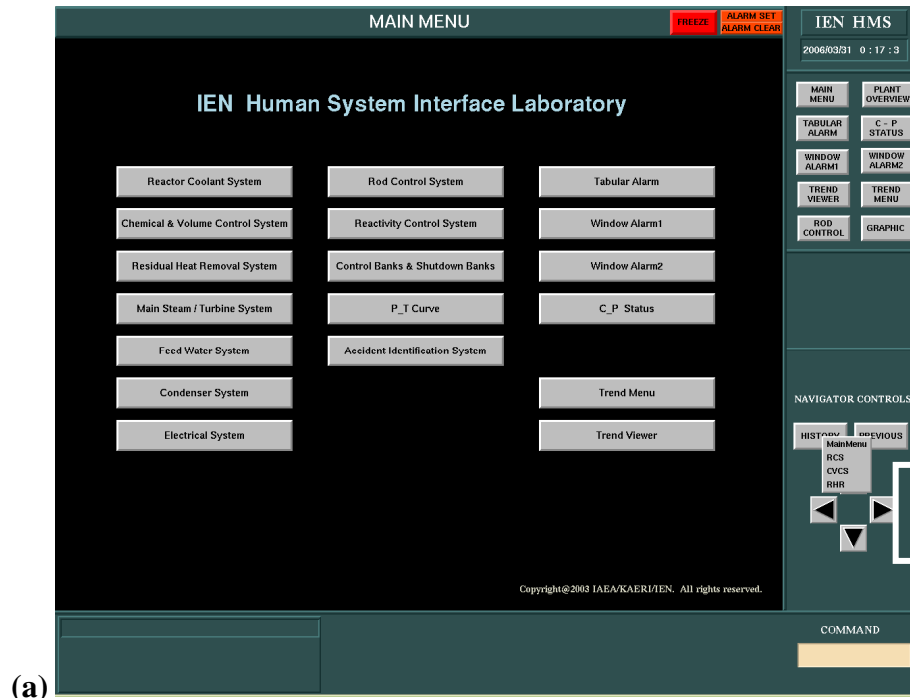 MAIN MENU
FREEZE
ALARM SET
ALARM CLEAR
IEN HMS
2006/03/31 0 : 17 : 3
IEN Human System Interface Laboratory
MAIN MENU
PLANT OVERVIEW
TABULAR ALARM
C - P STATUS
WINDOW ALARM1
WINDOW ALARM2
TREND VIEWER
TREND MENU
ROD CONTROL
GRAPHIC
Reactor Coolant System
Rod Control System
Tabular Alarm
Chemical & Volume Control System
Reactivity Control System
Window Alarm1
Residual Heat Removal System
Control Banks & Shutdown Banks
Window Alarm2
Main Steam / Turbine System
P_T Curve
C_P Status
Feed Water System
Accident Identification System
Condenser System
Trend Menu
Electrical System
Trend Viewer
NAVIGATOR CONTROLS
HISTORY
PREVIOUS
MainMenu
RCS
CVCS
RHR
Copyright@2003 IAEA/KAERI/IEN. All rights reserved.
COMMAND
(a)